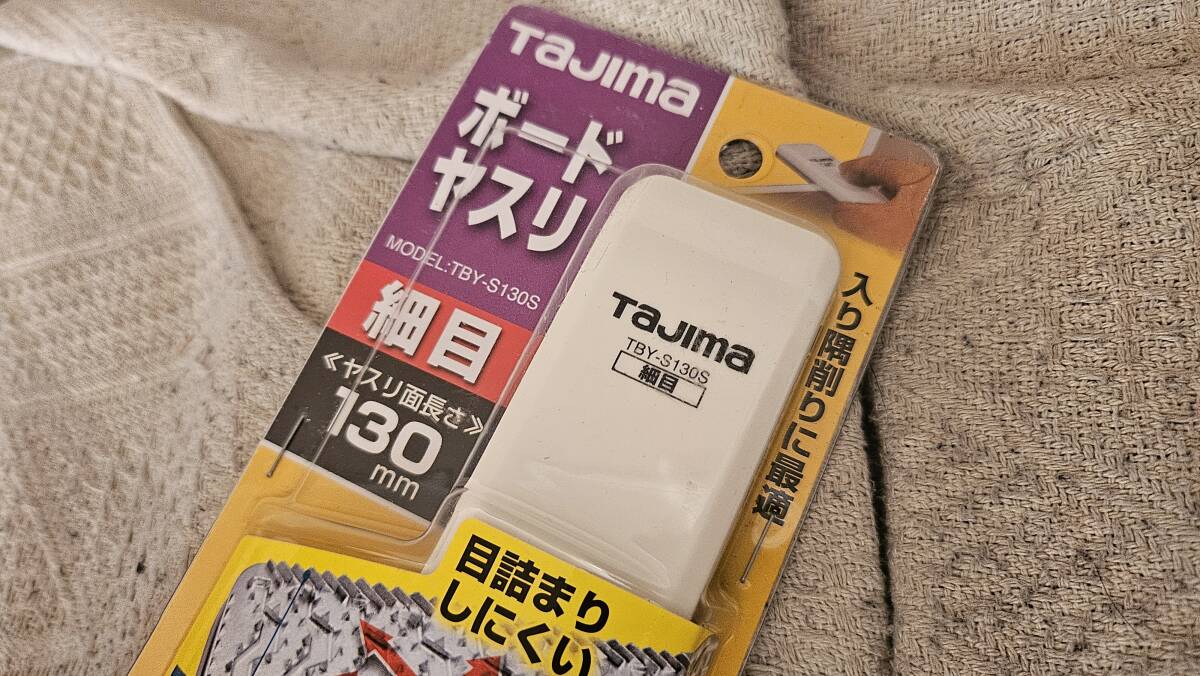 TaJIma
ボード
ヤスリ
MODEL:TBY-S130S
細目
≪ヤスリ面長さ≫
130
mm
TaJIma
TBY-S130S
細目
入り隅削りに最適
目詰まり
しにくい